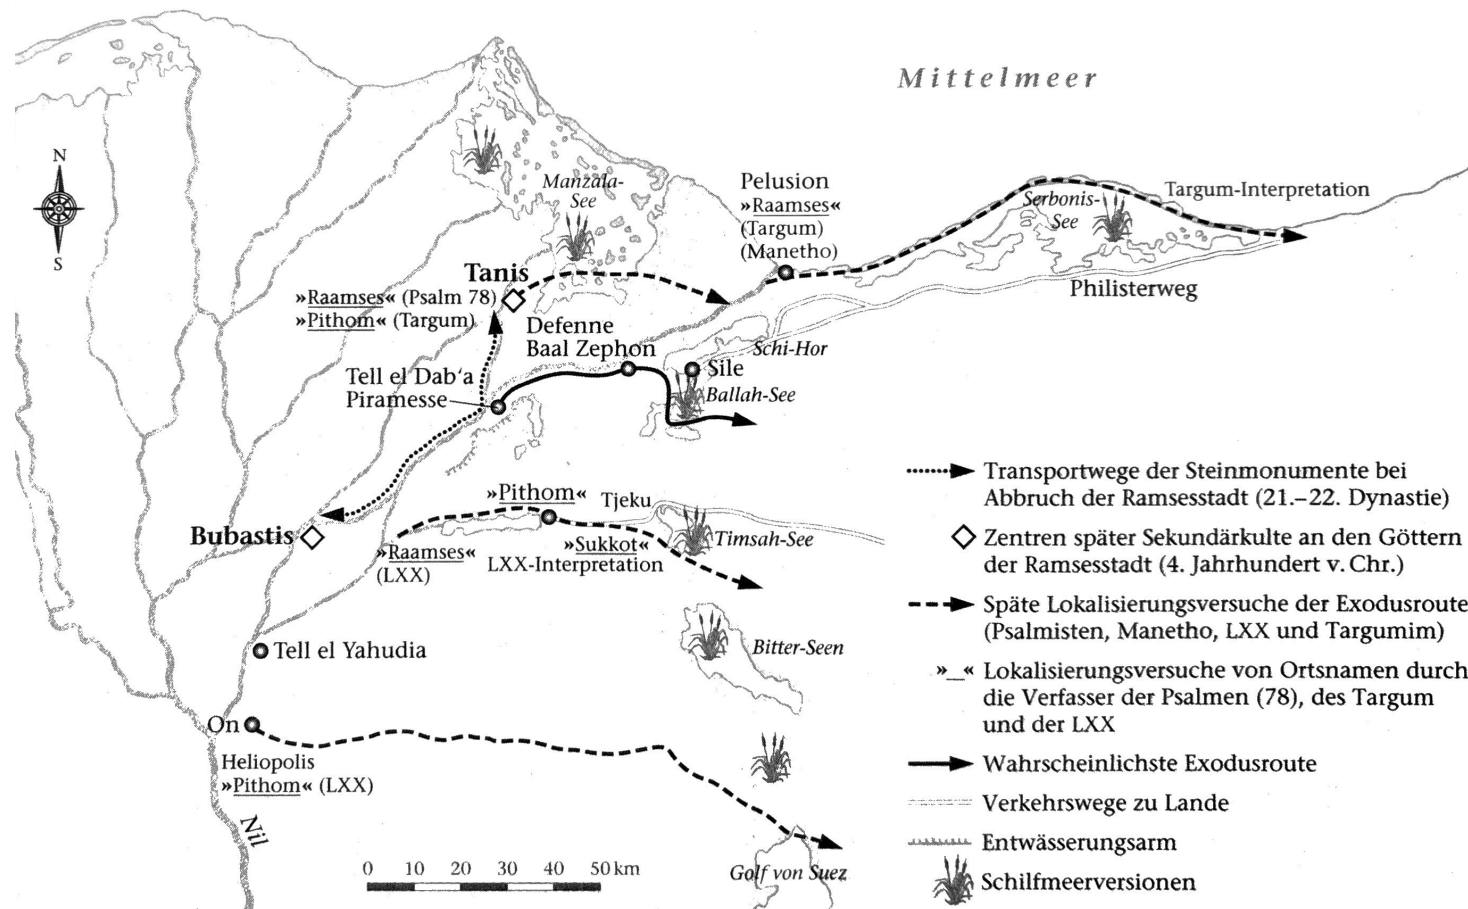 Mittelmeer
N
S
Manzala-
See
Pelusion
»Raamses«
(Targum)
(Manetho)
Serbonis-
See
Targum-Interpretation
Tanis
»Raamses« (Psalm 78)
»Pithom« (Targum)
Philisterweg
Defenne
Baal Zephon
Schi-Hor
Sile
Ballah-See
Tell el Dab‘a
Piramesse
Transportwege der Steinmonumente bei
Abbruch der Ramsesstadt (21.–22. Dynastie)
»Pithom«
Tjeku
Bubastis
»Raamses«
(LXX)
»Sukkot«
LXX-Interpretation
Timsah-See
Zentren später Sekundärkulte an den Göttern
der Ramsesstadt (4. Jahrhundert v. Chr.)
Späte Lokalisierungsversuche der Exodusroute
(Psalmisten, Manetho, LXX und Targumim)
Tell el Yahudia
Bitter-Seen
»_« Lokalisierungsversuche von Ortsnamen durch
die Verfasser der Psalmen (78), des Targum
und der LXX
On
Heliopolis
»Pithom« (LXX)
Wahrscheinlichste Exodusroute
Verkehrswege zu Lande
Nil
Entwässerungsarm
0 10 20 30 40 50 km
Golf von Suez
Schilfmeerversionen